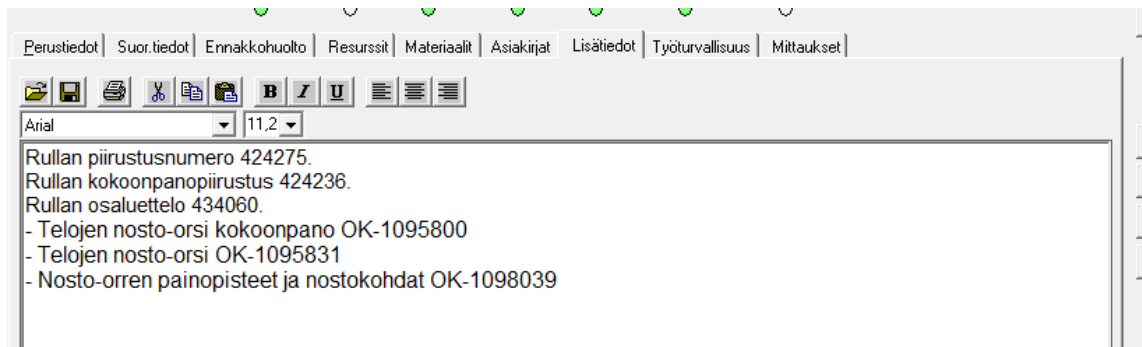 Perustiedot Suor.tiedot Ennakkohuolto Resurssit Materiaalit Asiakirjat Lisätiedot Työturvallisuus Mittaukset
B I U
Arial 11,2
Rullan piirustusnumero 424275.
Rullan kokoonpanopiirustus 424236.
Rullan osaluettelo 434060.
- Telojen nosto-orsi kokoonpano OK-1095800
- Telojen nosto-orsi OK-1095831
- Nosto-orren painopisteet ja nostokohdat OK-1098039